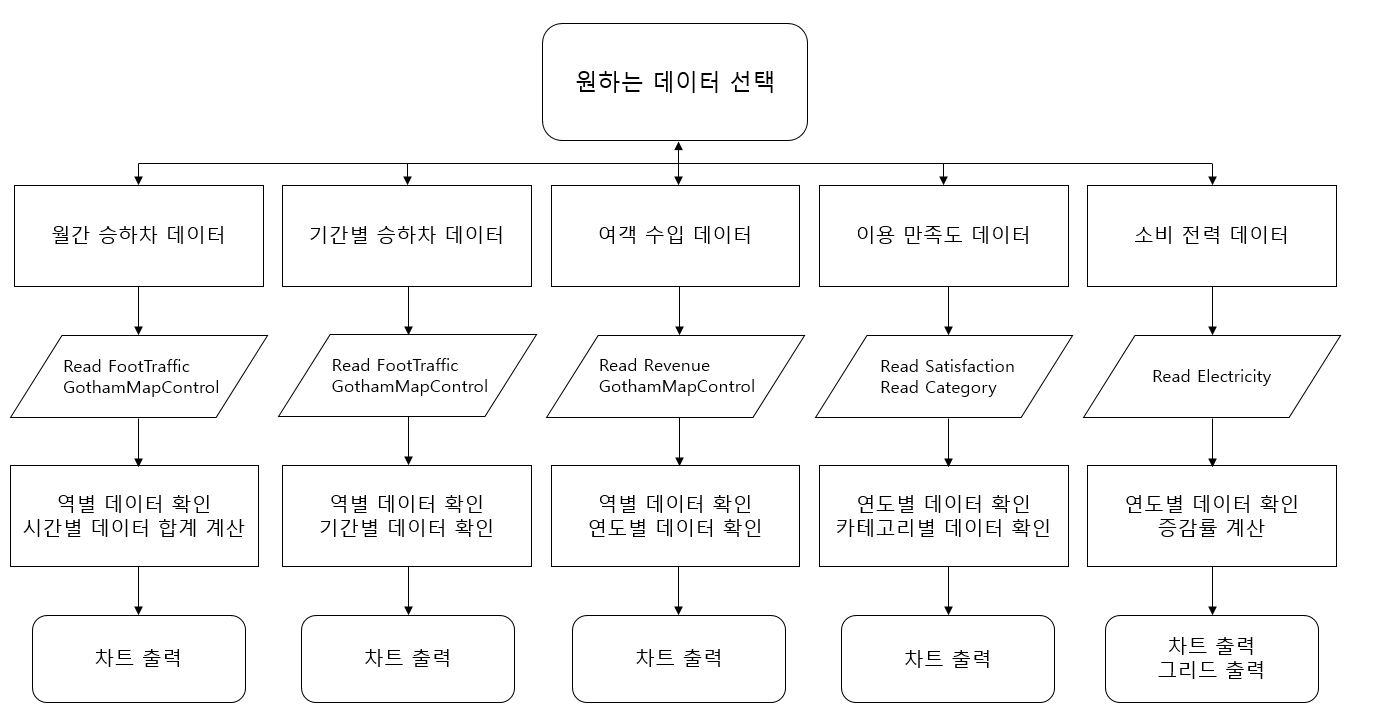 원하는 데이터 선택
월간 승하차 데이터
기간별 승하차 데이터
여객 수입 데이터
이용 만족도 데이터
소비 전력 데이터
Read FootTraffic
GothamMapControl
Read FootTraffic
GothamMapControl
Read Revenue
GothamMapControl
Read Satisfaction
Read Category
Read Electricity
역별 데이터 확인
시간별 데이터 합계 계산
역별 데이터 확인
기간별 데이터 확인
역별 데이터 확인
연도별 데이터 확인
연도별 데이터 확인
카테고리별 데이터 확인
연도별 데이터 확인
증감률 계산
차트 출력
차트 출력
차트 출력
차트 출력
차트 출력
그리드 출력